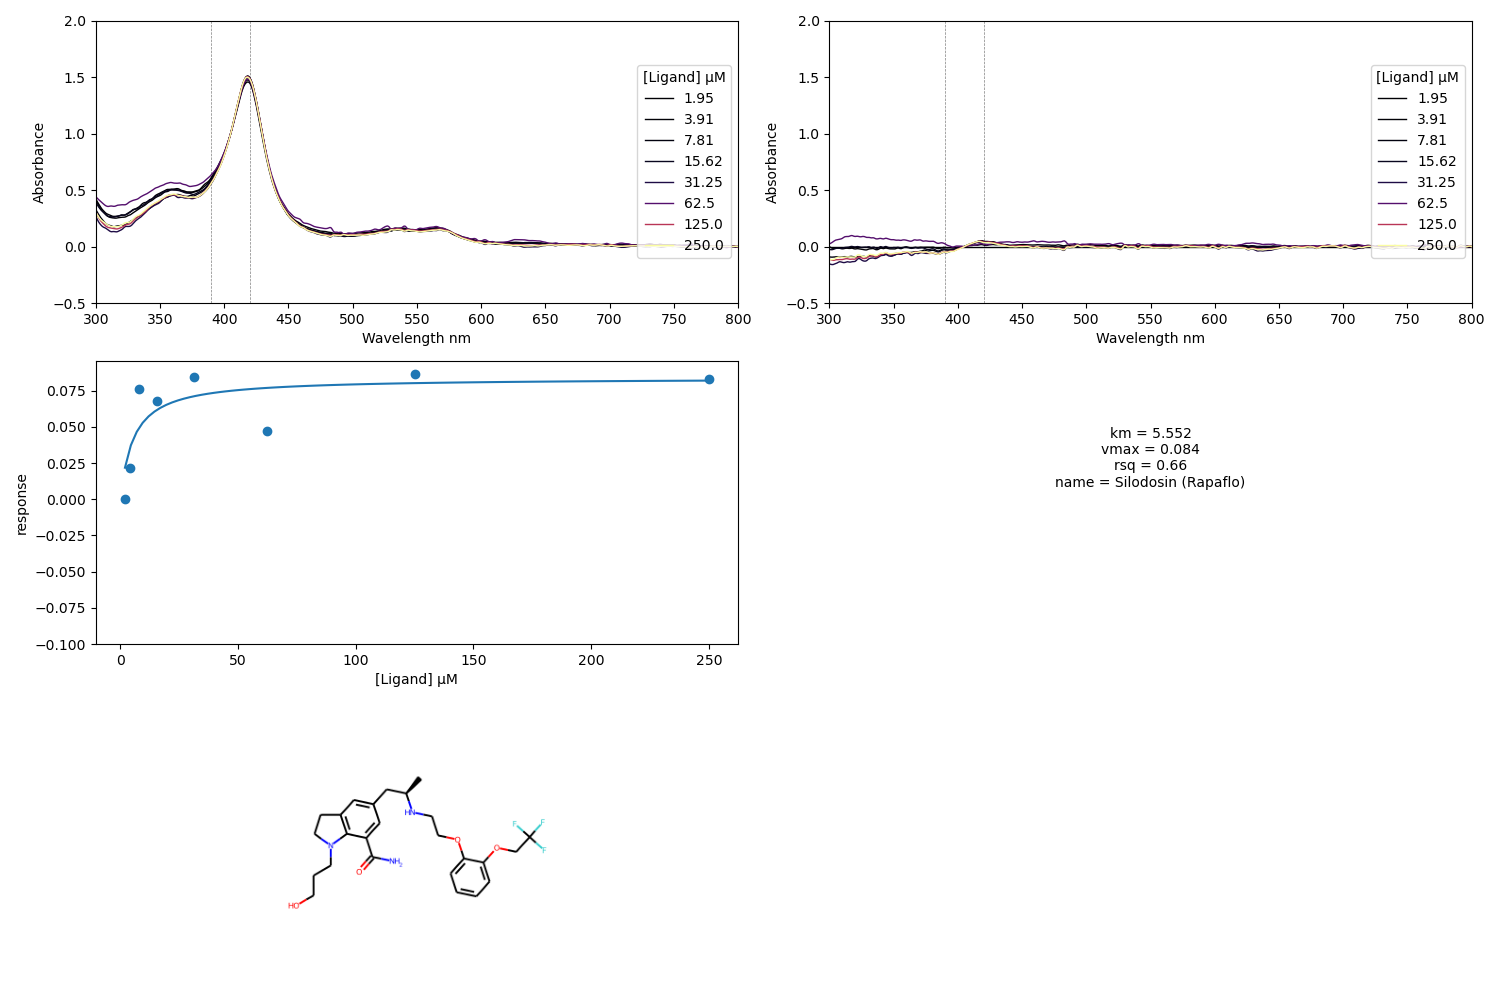 2.0
1.5
1.0
0.5
0.0
−0.5
Absorbance
300 350 400 450 500 550 600 650 700 750 800
Wavelength nm
[Ligand] μM
1.95
3.91
7.81
15.62
31.25
62.5
125.0
250.0
2.0
1.5
1.0
0.5
0.0
−0.5
Absorbance
300 350 400 450 500 550 600 650 700 750 800
Wavelength nm
[Ligand] μM
1.95
3.91
7.81
15.62
31.25
62.5
125.0
250.0
0.075
0.050
0.025
0.000
−0.025
−0.050
−0.075
−0.100
response
0 50 100 150 200 250
[Ligand] μM
km = 5.552
vmax = 0.084
rsq = 0.66
name = Silodosin (Rapaflo)
HN
F
F
F
O
O
N
O
NH2
HO